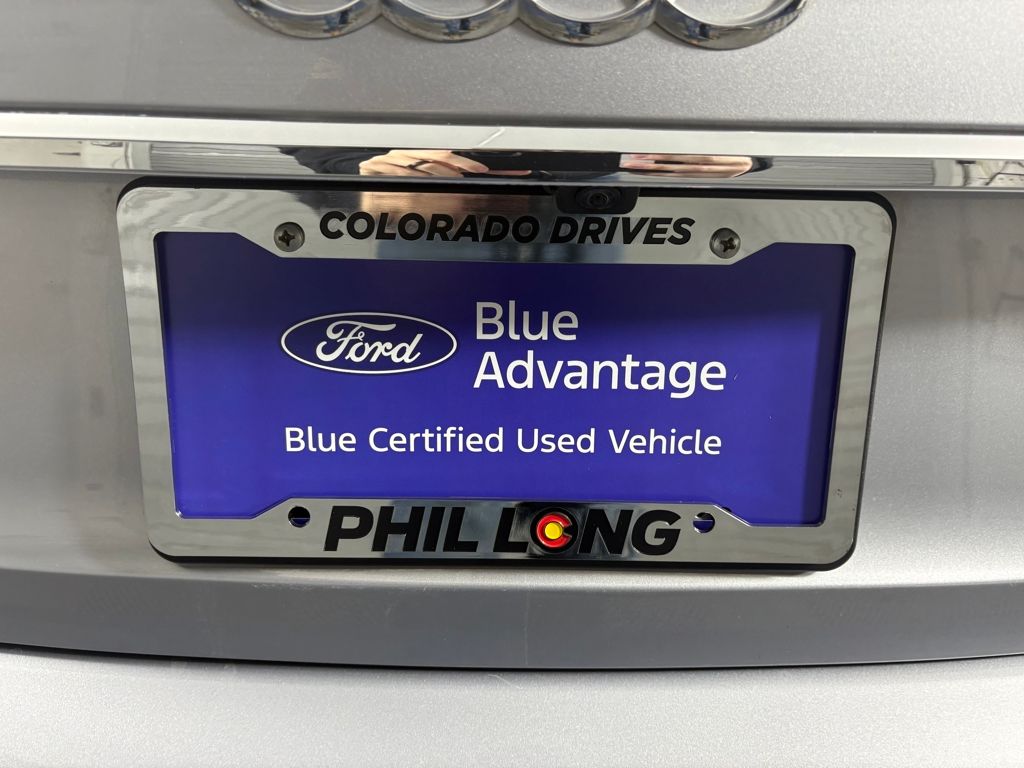 COLORADO DRIVES
Ford
Blue
Advantage
Blue Certified Used Vehicle
PHIL LONG